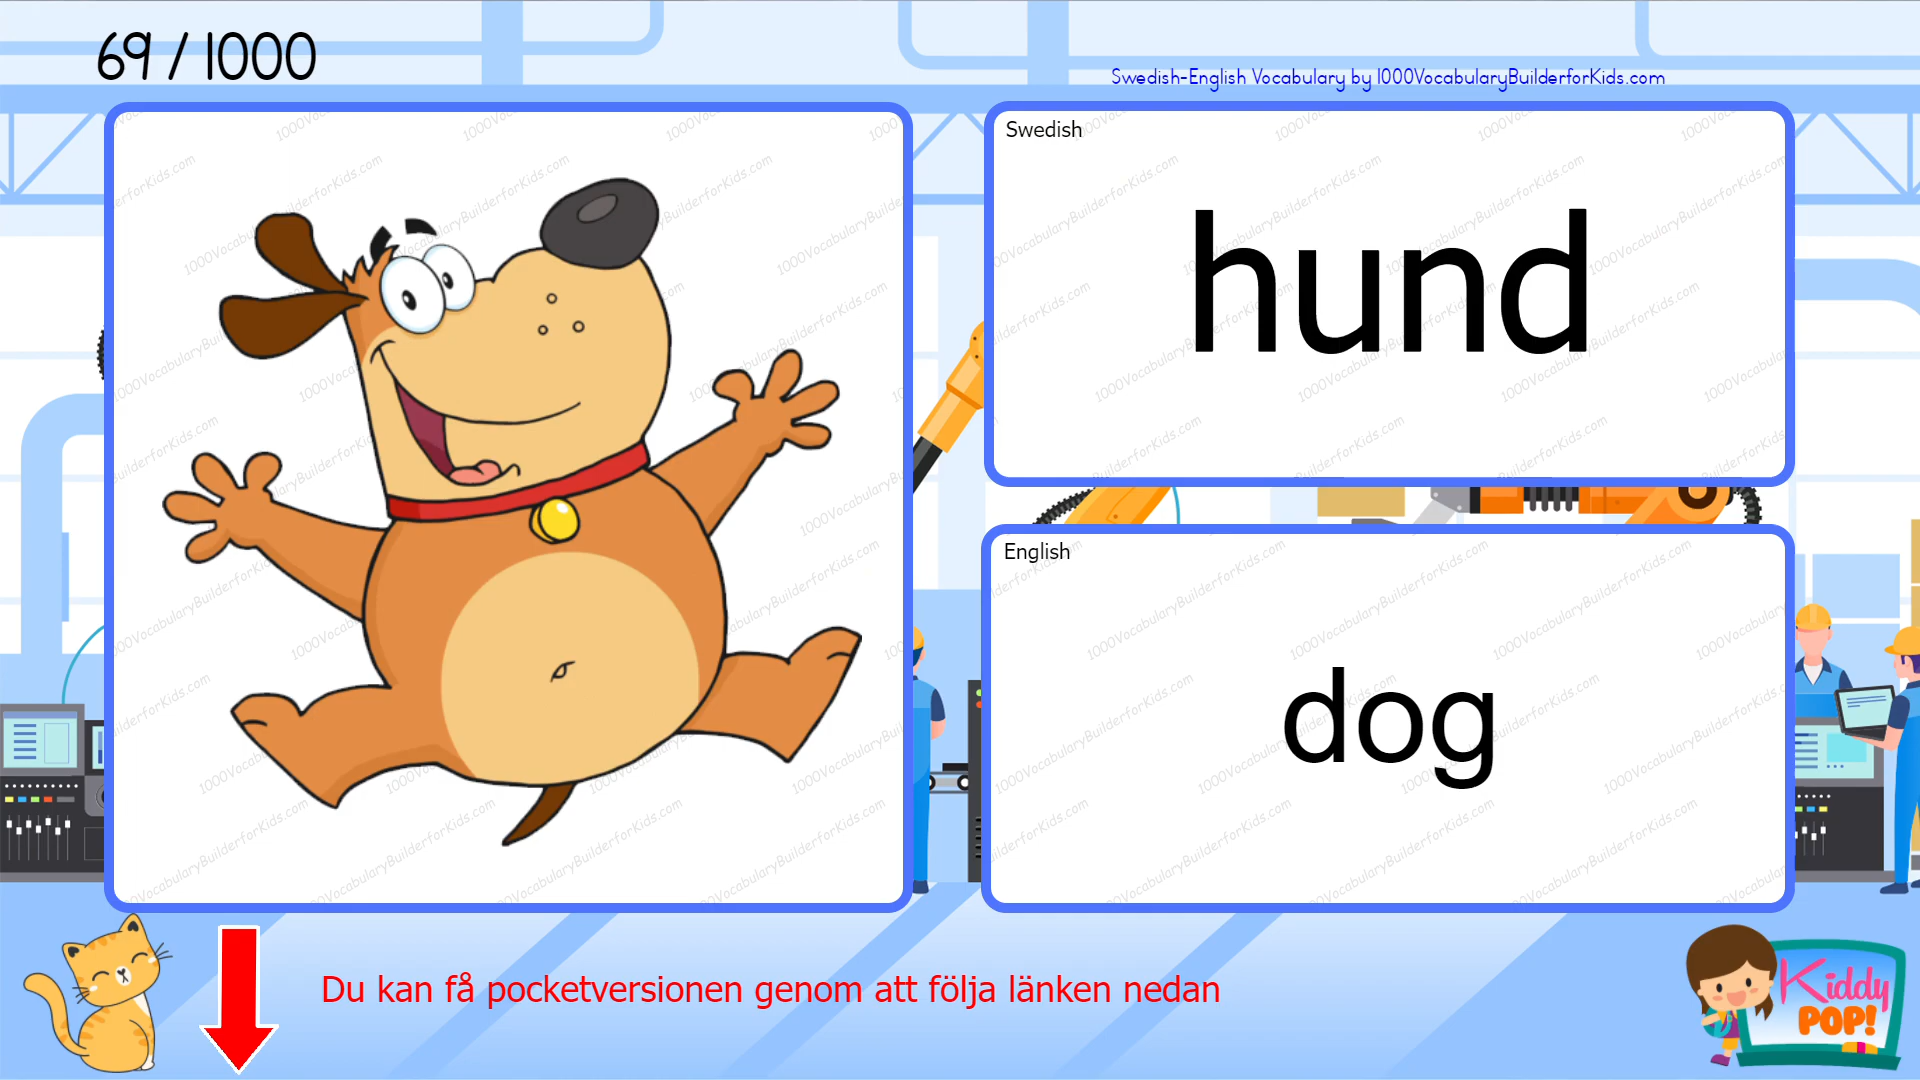 69 / 1000
Swedish-English Vocabulary by 1000VocabularyBuilderforKids.com
Swedish
hund
English
dog
Du kan få pocketversionen genom att följa länken nedan
Kiddy
POP!